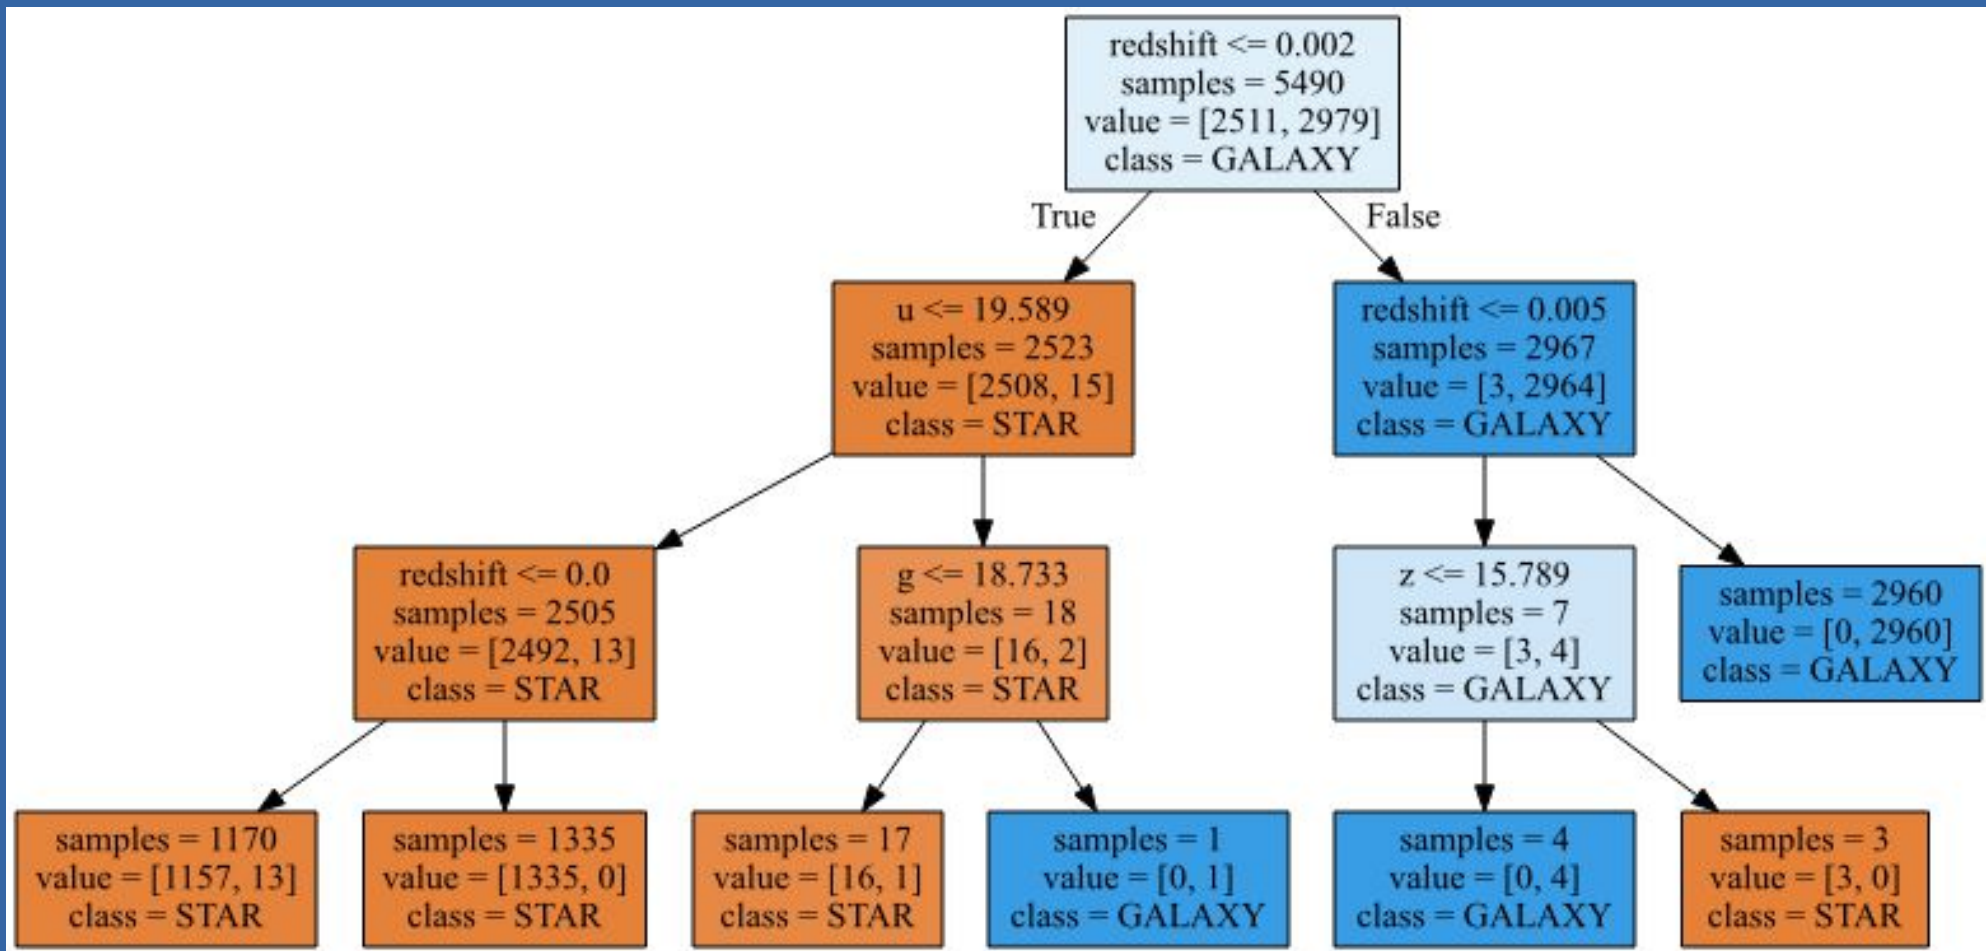 redshift <= 0.002
samples = 5490
value = [2511, 2979]
class = GALAXY
True
False
u <= 19.589
samples = 2523
value = [2508, 15]
class = STAR
redshift <= 0.005
samples = 2967
value = [3, 2964]
class = GALAXY
redshift <= 0.0
samples = 2505
value = [2492, 13]
class = STAR
g <= 18.733
samples = 18
value = [16, 2]
class = STAR
z <= 15.789
samples = 7
value = [3, 4]
class = GALAXY
samples = 2960
value = [0, 2960]
class = GALAXY
samples = 1170
value = [1157, 13]
class = STAR
samples = 1335
value = [1335, 0]
class = STAR
samples = 17
value = [16, 1]
class = STAR
samples = 1
value = [0, 1]
class = GALAXY
samples = 4
value = [0, 4]
class = GALAXY
samples = 3
value = [3, 0]
class = STAR